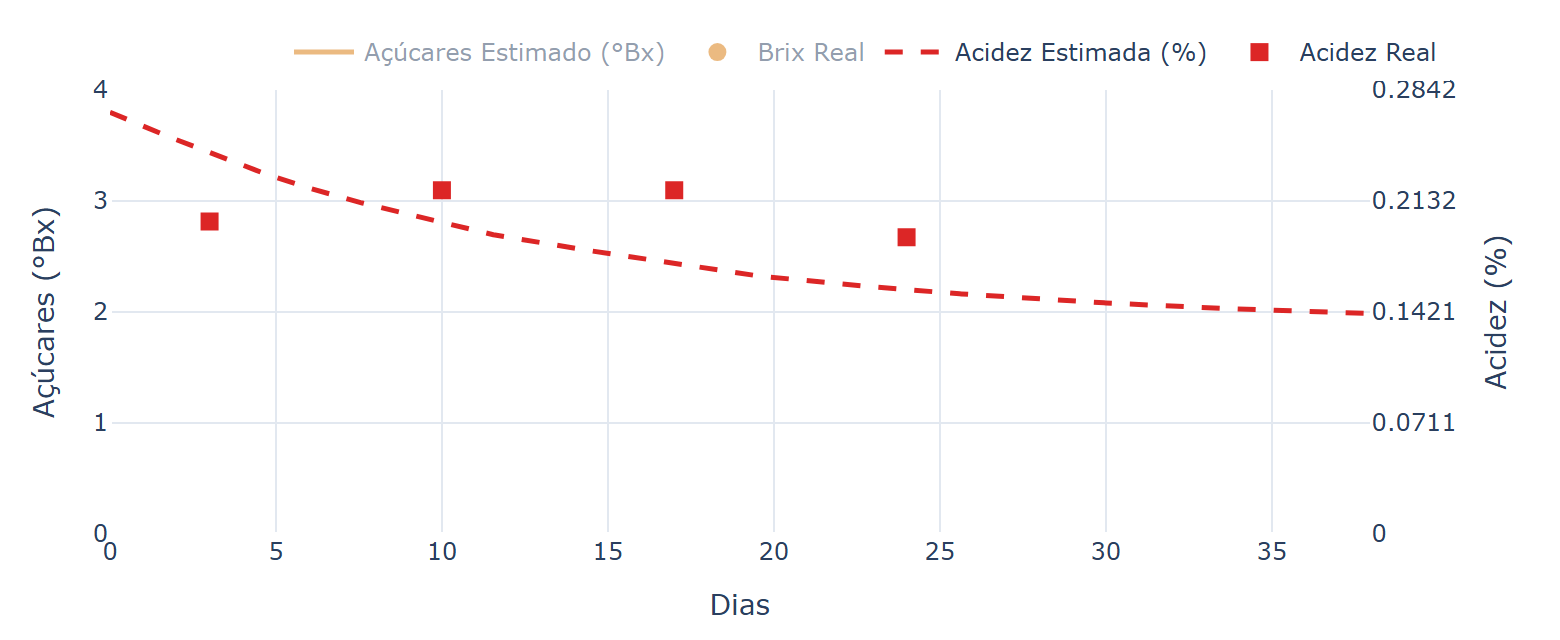 Açúcares Estimado (°Bx) Brix Real Acidez Estimada (%) Acidez Real
4 0.2842
3 0.2132
2 0.1421
1 0.0711
0 0
Açúcares (°Bx)
Acidez (%)
0 5 10 15 20 25 30 35
Dias